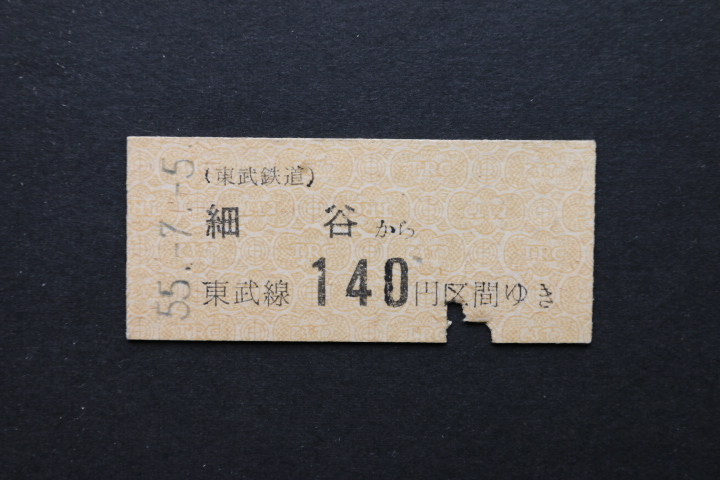 55.-7.-5.
(東武鉄道)
細谷から
東武線 140円区間ゆき